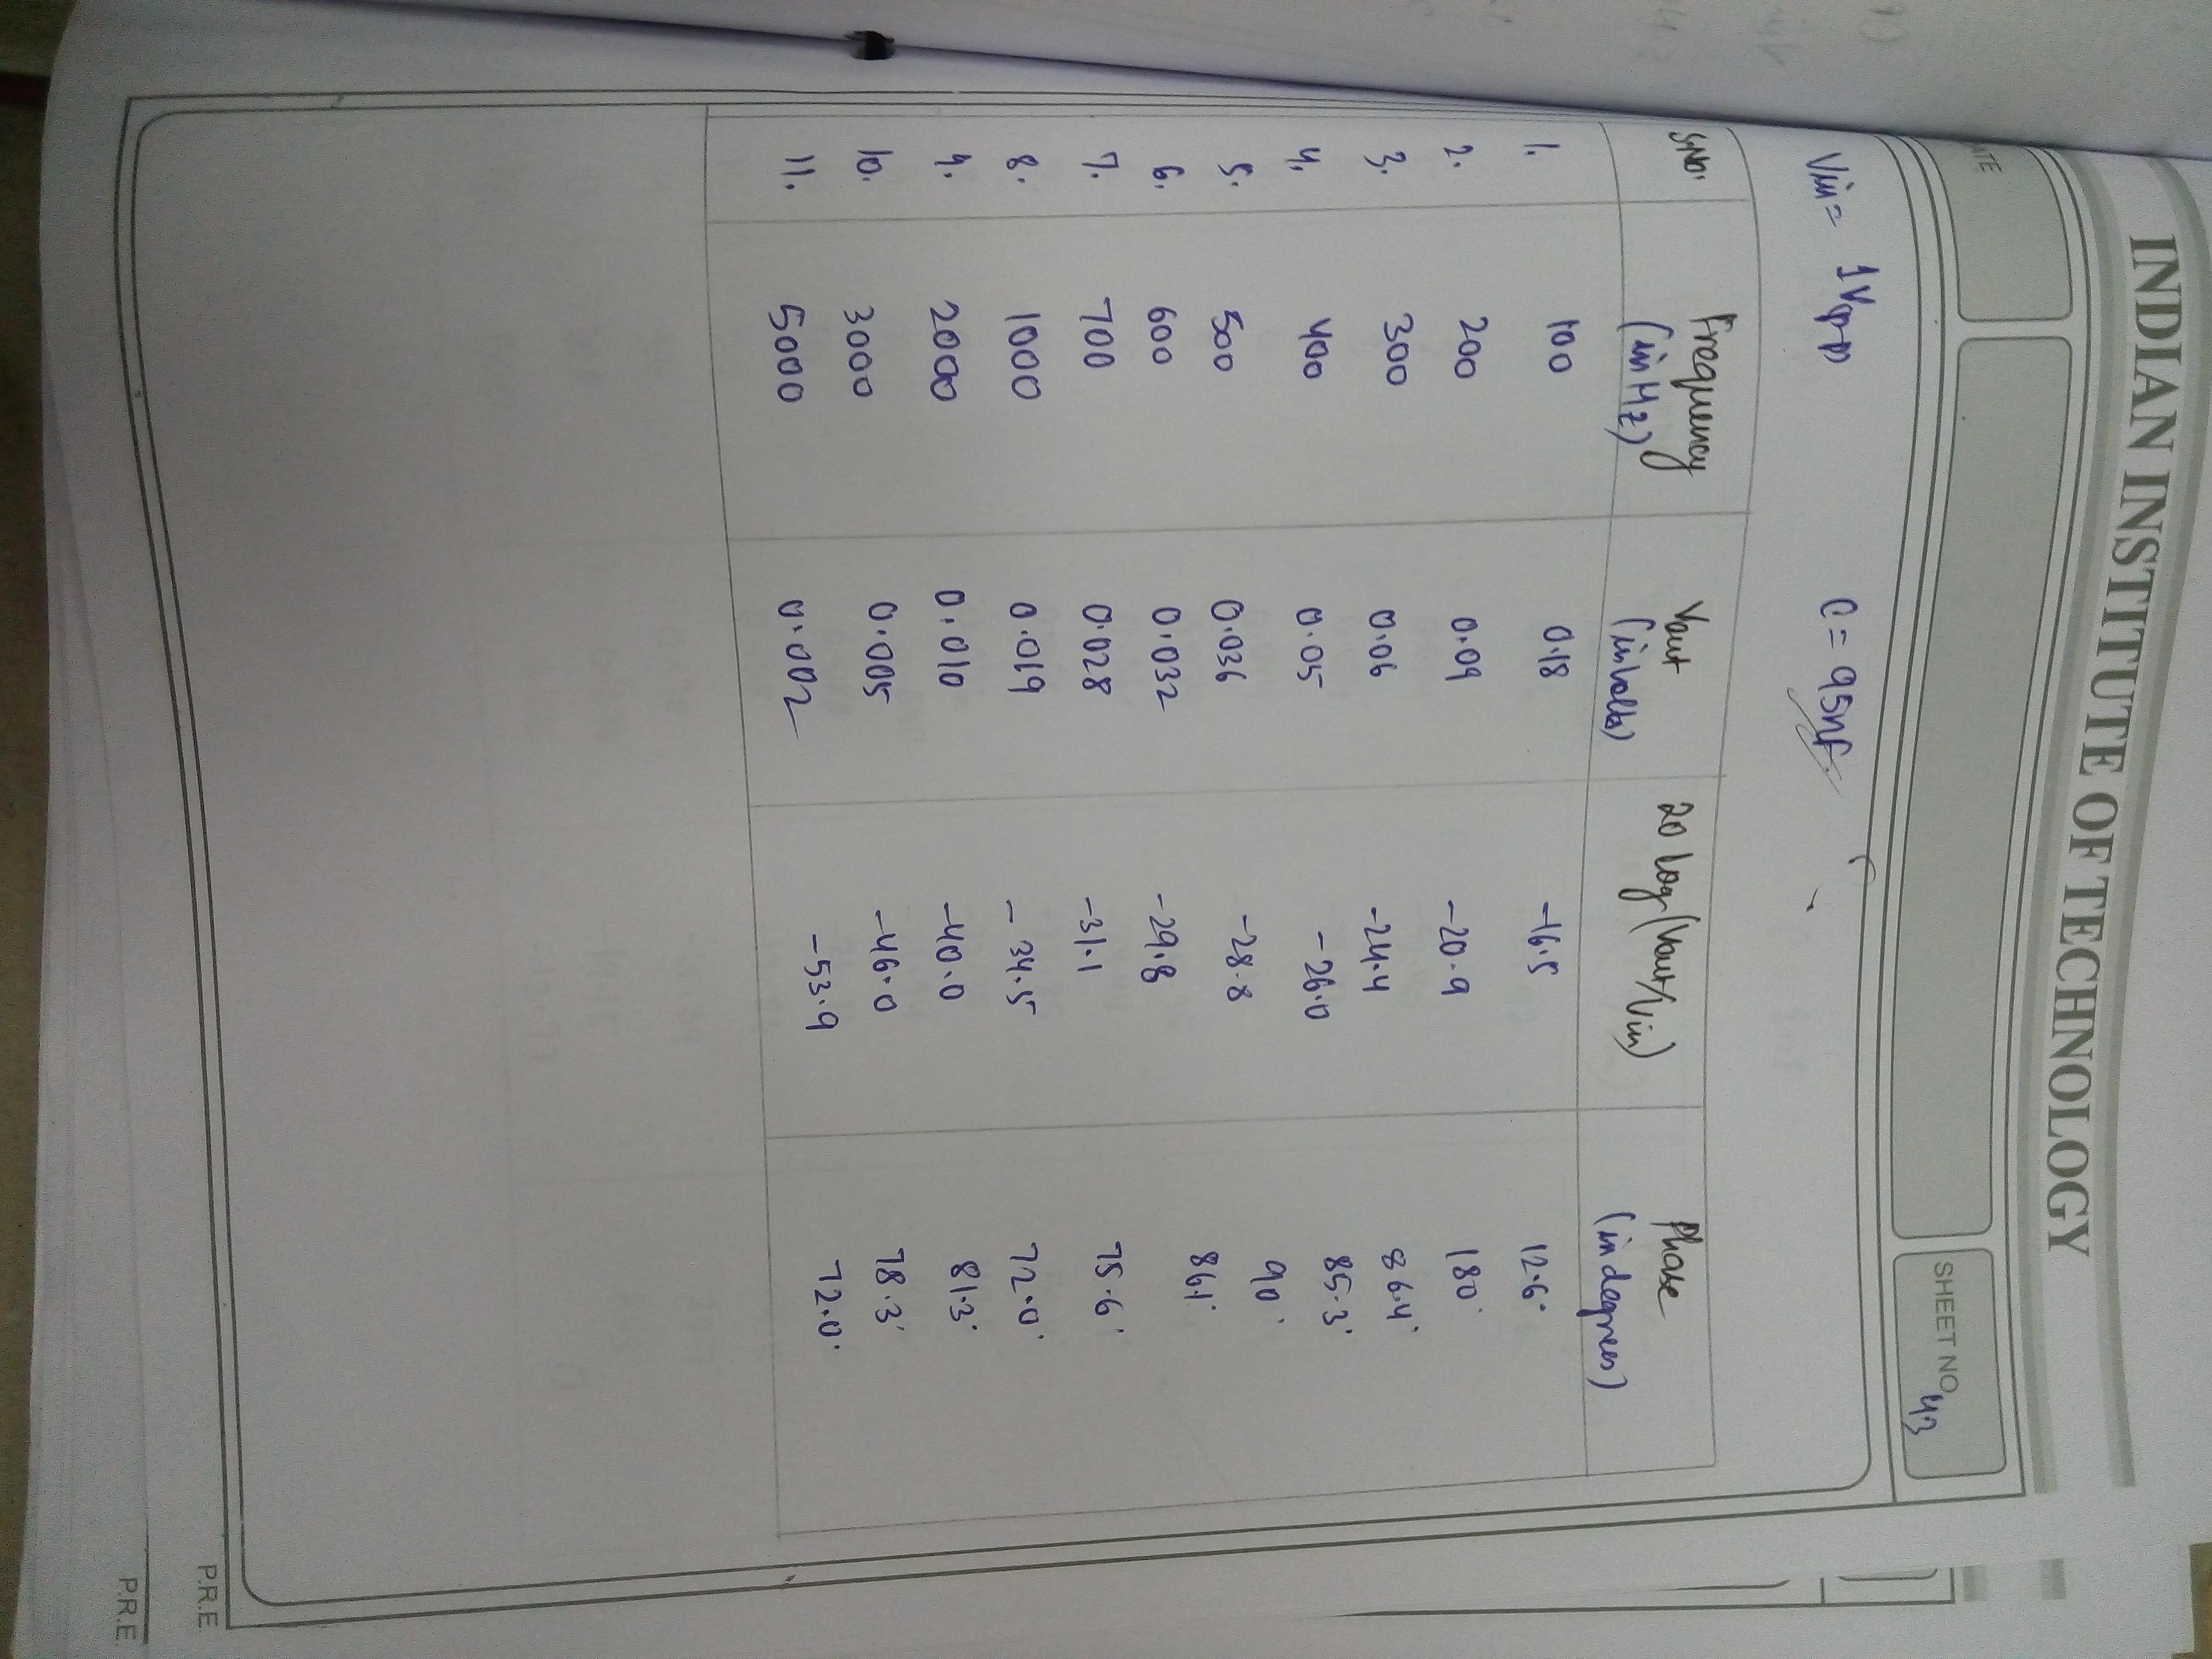 INDIAN INSTITUTE OF TECHNOLOGY
SHEET NO. 43
Vin = 1V(p-p) C = 95nF
S.No. Frequency (in Hz) Vout (in Volts) 20 log (Vout/Vin) Phase (in degrees)
1. 100 0.18 -16.5 12.6°
2. 200 0.09 -20.9 180°
3. 300 0.06 -24.4 86.4°
4. 400 0.05 -26.0 85.3°
5. 500 0.036 -28.8 90°
6. 600 0.032 -29.8 86.1°
7. 700 0.028 -31.1 75.6°
8. 1000 0.019 -34.5 72.0°
9. 2000 0.010 -40.0 81.3°
10. 3000 0.005 -46.0 78.3°
11. 5000 0.002 -53.9 72.0°
P.R.E.
P.R.E.